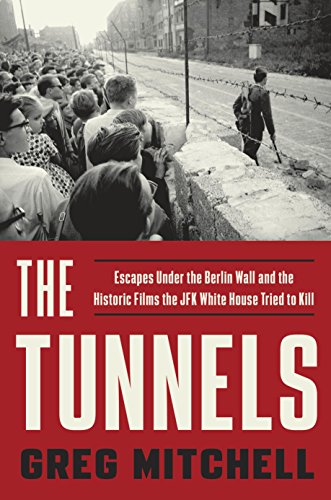 THE
Escapes Under the Berlin Wall and the
Historic Films the JFK White House Tried to Kill
TUNNELS
GREG MITCHELL